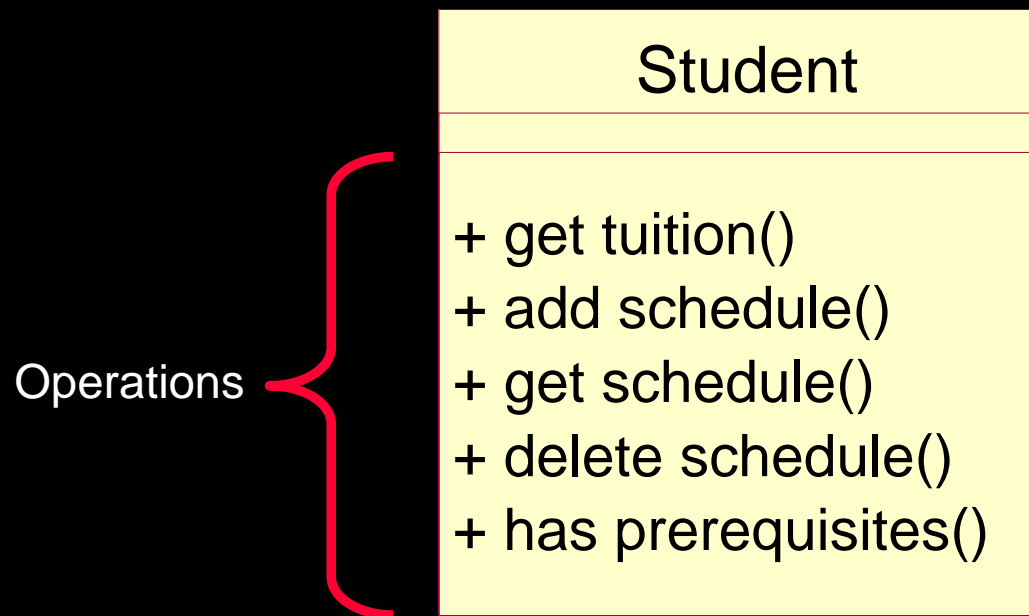 Student
+ get tuition()
+ add schedule()
Operations
+ get schedule()
+ delete schedule()
+ has prerequisites()